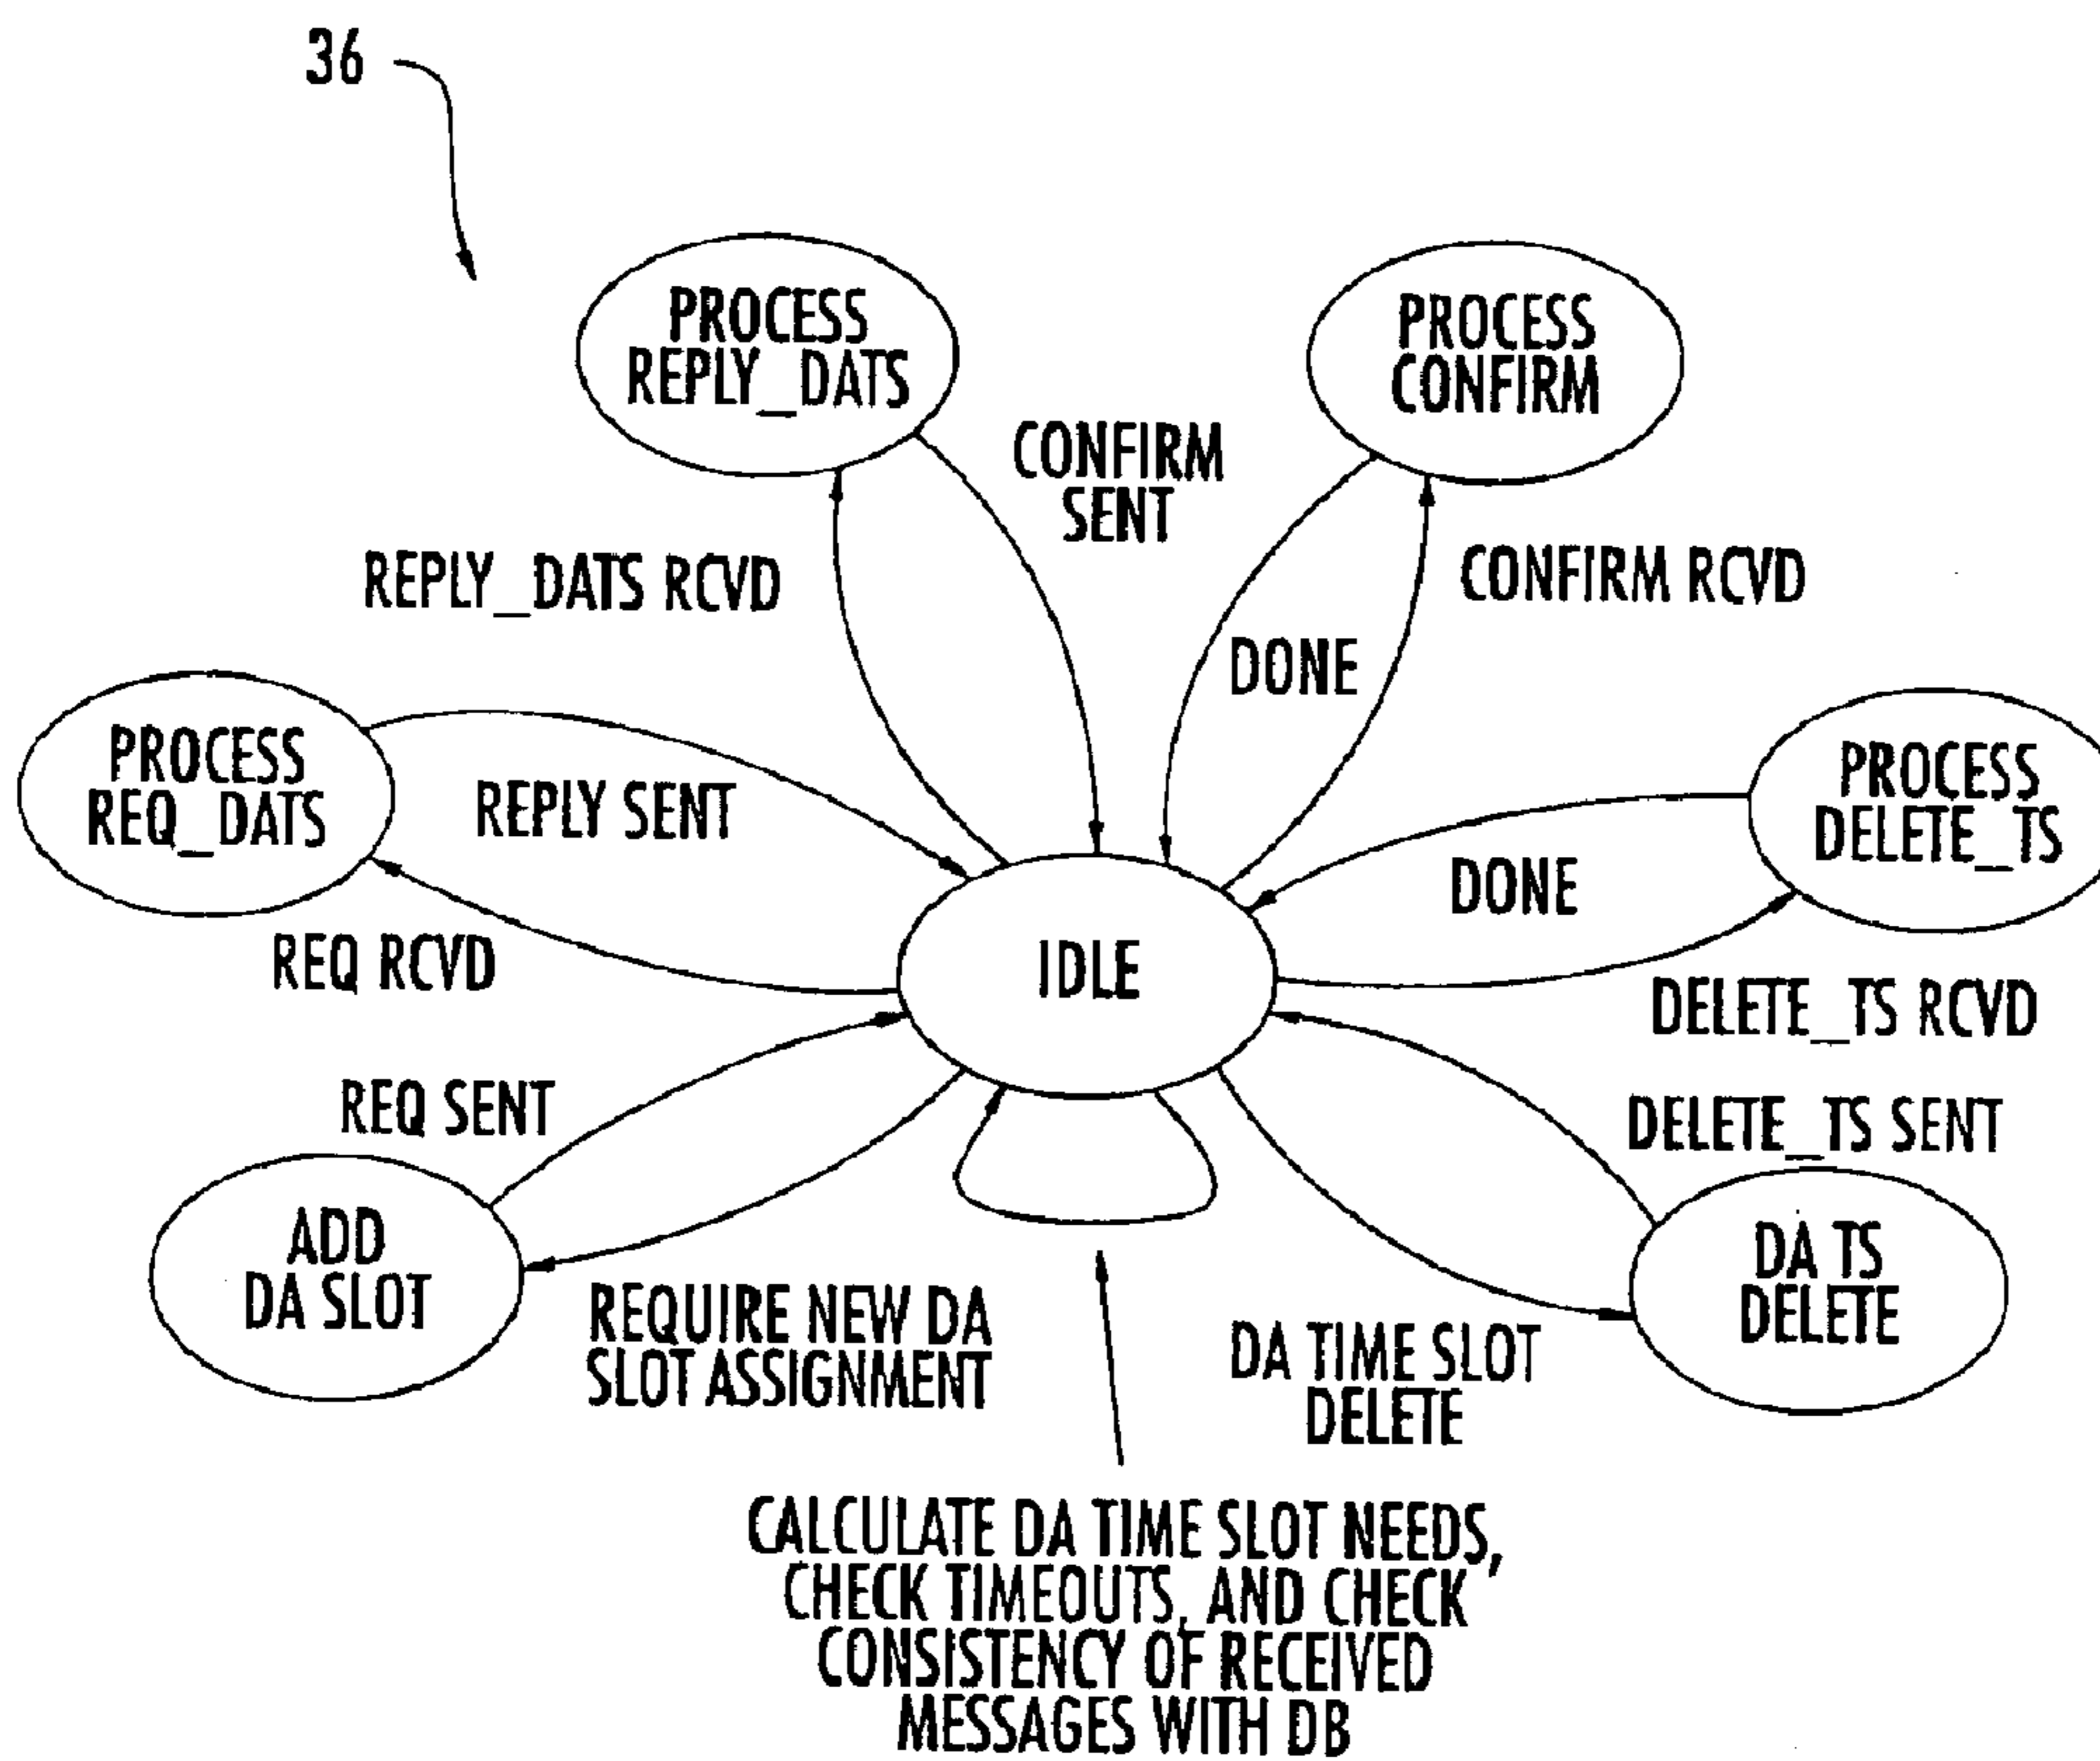 36
PROCESS
REPLY_DATS
PROCESS
CONFIRM
CONFIRM
SENT
REPLY_DATS RCVD
CONFIRM RCVD
DONE
PROCESS
REQ_DATS
REPLY SENT
PROCESS
DELETE_TS
DONE
REQ RCVD
IDLE
DELETE_TS RCVD
REQ SENT
DELETE_TS SENT
ADD
DA SLOT
REQUIRE NEW DA
SLOT ASSIGNMENT
DA TIME SLOT
DELETE
DA TS
DELETE
CALCULATE DA TIME SLOT NEEDS,
CHECK TIMEOUTS, AND CHECK
CONSISTENCY OF RECEIVED
MESSAGES WITH DB